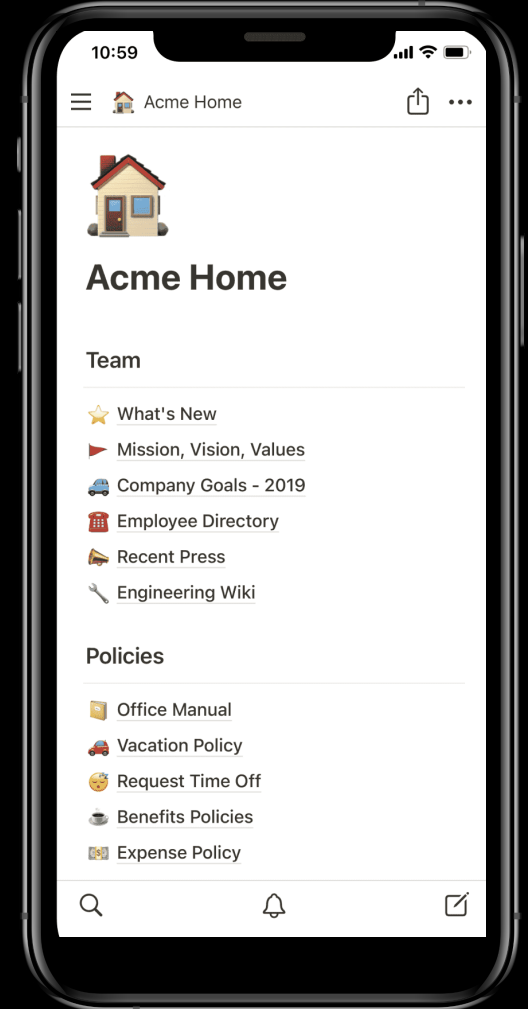 10:59
Acme Home
Acme Home
Team
What's New
Mission, Vision, Values
Company Goals - 2019
Employee Directory
Recent Press
Engineering Wiki
Policies
Office Manual
Vacation Policy
Request Time Off
Benefits Policies
Expense Policy